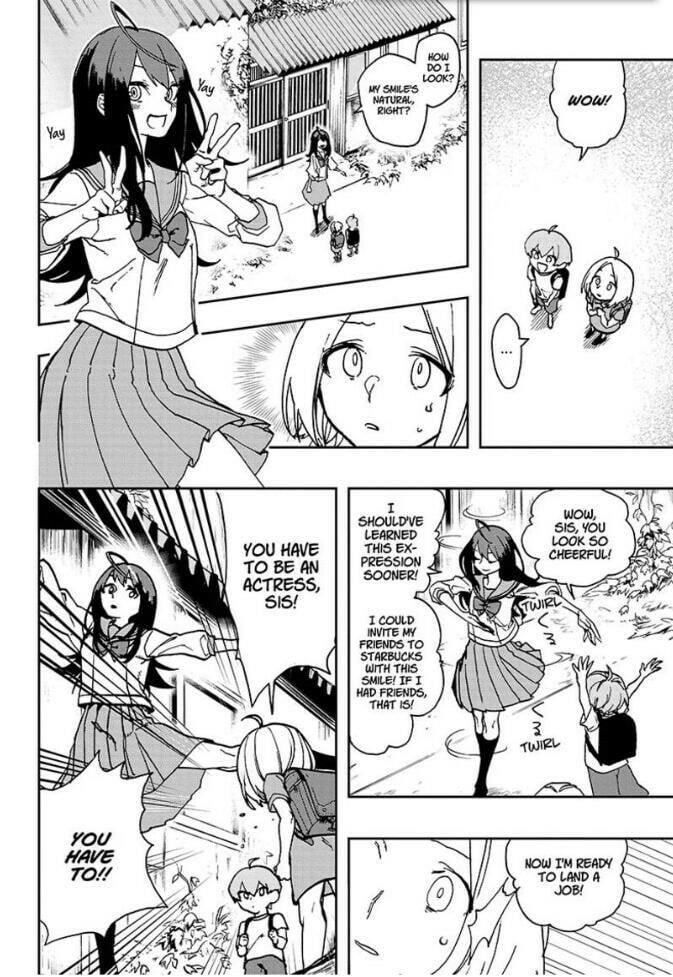 WOW!
...
HOW
DO I
LOOK?
MY SMILE'S
NATURAL,
RIGHT?
Yay
Yay
WOW,
SIS, YOU
LOOK SO
CHEERFUL!
TWIRL
TWIRL
I
SHOULD'VE
LEARNED
THIS EX-
PRESSION
SOONER!
I COULD
INVITE MY
FRIENDS TO
STARBUCKS
WITH THIS
SMILE! IF I
HAD FRIENDS,
THAT IS!
NOW I'M READY
TO LAND A
JOB!
YOU HAVE
TO BE AN
ACTRESS,
SIS!
YOU
HAVE
TO!!